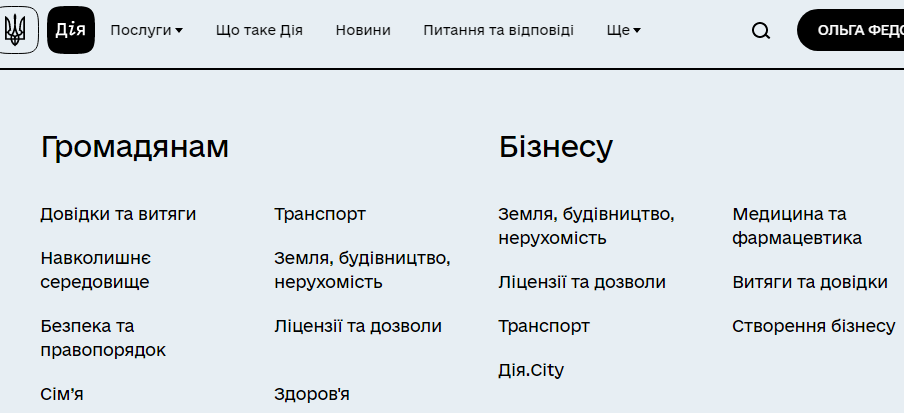 Дія Послуги Що таке Дія Новини Питання та відповіді Ще ОЛЬГА
Громадянам
Бізнесу
Довідки та витяги
Транспорт
Навколишнє
середовище
Земля, будівництво,
нерухомість
Безпека та
правопорядок
Ліцензії та дозволи
Сім’я
Здоров'я
Земля, будівництво,
нерухомість
Медицина та
фармацевтика
Ліцензії та дозволи
Витяги та довідки
Транспорт
Створення бізнесу
Дія.City